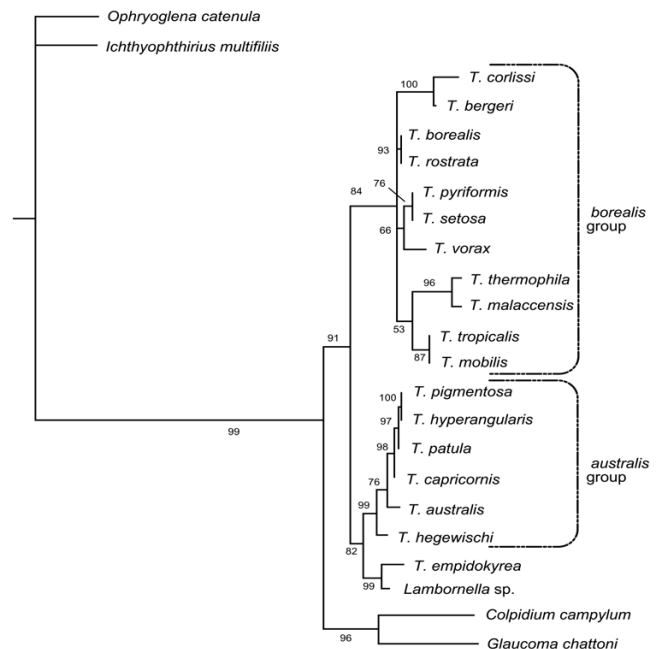 Ophryoglena catenula
Ichthyophthirius multifiliis
T. corlissi
100
T. bergeri
T. borealis
93
T. rostrata
76
T. pyriformis
84
T. setosa
borealis
group
66
T. vorax
T. thermophila
96
T. malaccensis
53
T. tropicalis
87
T. mobilis
91
T. pigmentosa
100
T. hyperangularis
97
99
T. patula
98
australis
group
T. capricornis
76
T. australis
99
T. hegewischi
82
T. empidokyrea
99
Lambornella sp.
Colpidium campylum
96
Glaucoma chattoni